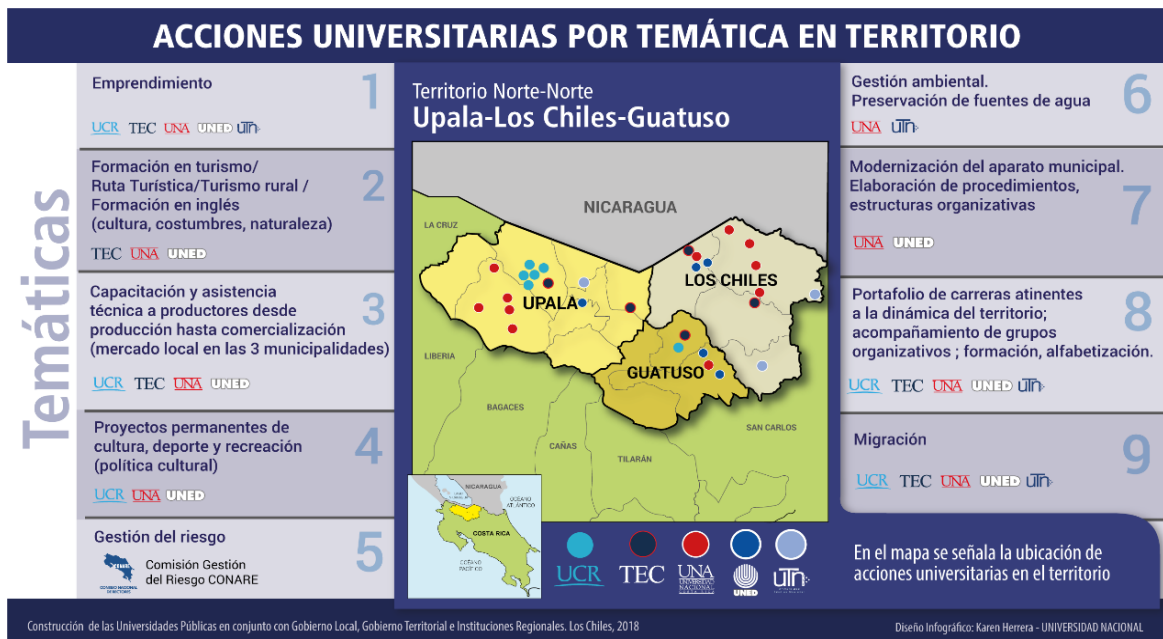 ACCIONES UNIVERSITARIAS POR TEMÁTICA EN TERRITORIO
Temáticas
Emprendimiento
1
UCR TEC UNA UNED UTN
Formación en turismo/
Ruta Turística/Turismo rural /
Formación en inglés
(cultura, costumbres, naturaleza)
2
TEC UNA UNED
Capacitación y asistencia
técnica a productores desde
producción hasta comercialización
(mercado local en las 3 municipalidades)
3
UCR TEC UNA UNED
Proyectos permanentes de
cultura, deporte y recreación
(política cultural)
4
UCR UNA UNED
Gestión del riesgo
5
CONARE
Comisión Gestión
del Riesgo CONARE
Territorio Norte-Norte
Upala-Los Chiles-Guatuso
NICARAGUA
LA CRUZ
LOS CHILES
UPALA
GUATUSO
LIBERIA
BAGACES
CAÑAS
TILARÁN
SAN CARLOS
NICARAGUA
OCÉANO
ATLÁNTICO
COSTA RICA
OCÉANO
PACÍFICO
UCR
TEC
UNA
UNIVERSIDAD
NACIONAL
COSTA RICA
UNED
UTN
Gestión ambiental.
Preservación de fuentes de agua
6
UNA UTN
Modernización del aparato municipal.
Elaboración de procedimientos,
estructuras organizativas
7
UNA UNED
Portafolio de carreras atinentes
a la dinámica del territorio;
acompañamiento de grupos
organizativos ; formación, alfabetización.
8
UCR TEC UNA UNED UTN
Migración
9
UCR TEC UNA UNED UTN
En el mapa se señala la ubicación de
acciones universitarias en el territorio
Construcción de las Universidades Públicas en conjunto con Gobierno Local, Gobierno Territorial e Instituciones Regionales. Los Chiles, 2018
Diseño Infográfico: Karen Herrera - UNIVERSIDAD NACIONAL